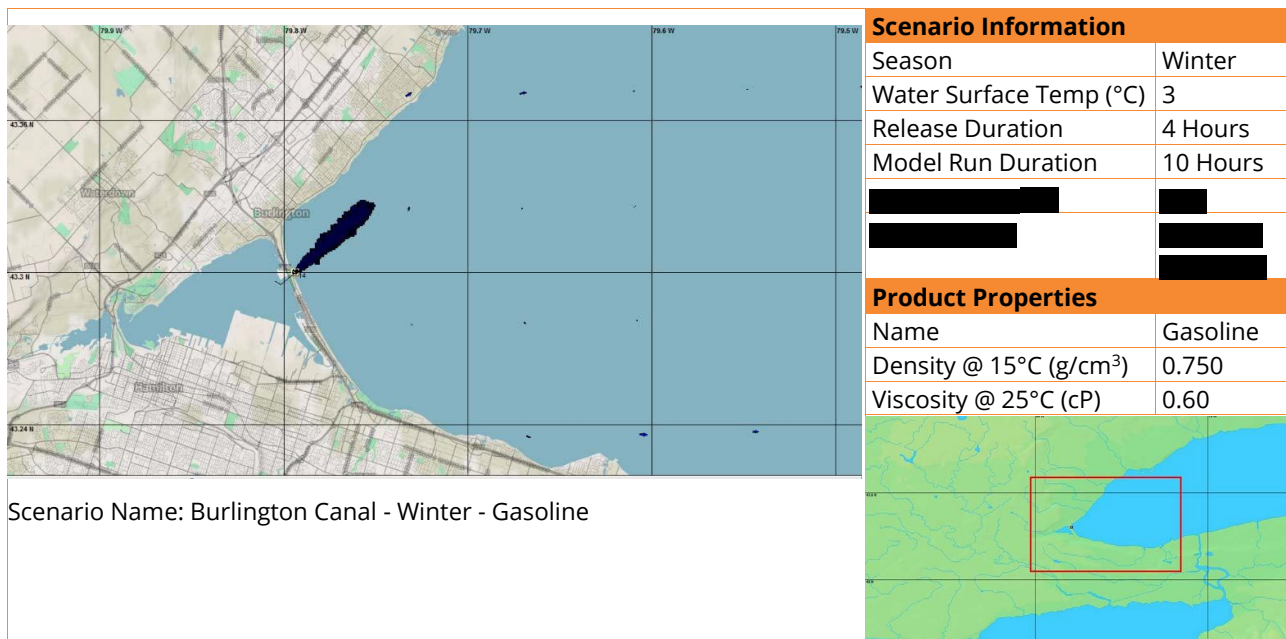 79.9 W 79.8 W 79.7 W 79.6 W 79.5 W
43.36 N
Waterdown
Burlington
43.3 N
Hamilton
43.24 N
Scenario Name: Burlington Canal - Winter - Gasoline
Scenario Information
Season Winter
Water Surface Temp (°C) 3
Release Duration 4 Hours
Model Run Duration 10 Hours
Product Properties
Name Gasoline
Density @ 15°C (g/cm³) 0.750
Viscosity @ 25°C (cP) 0.60